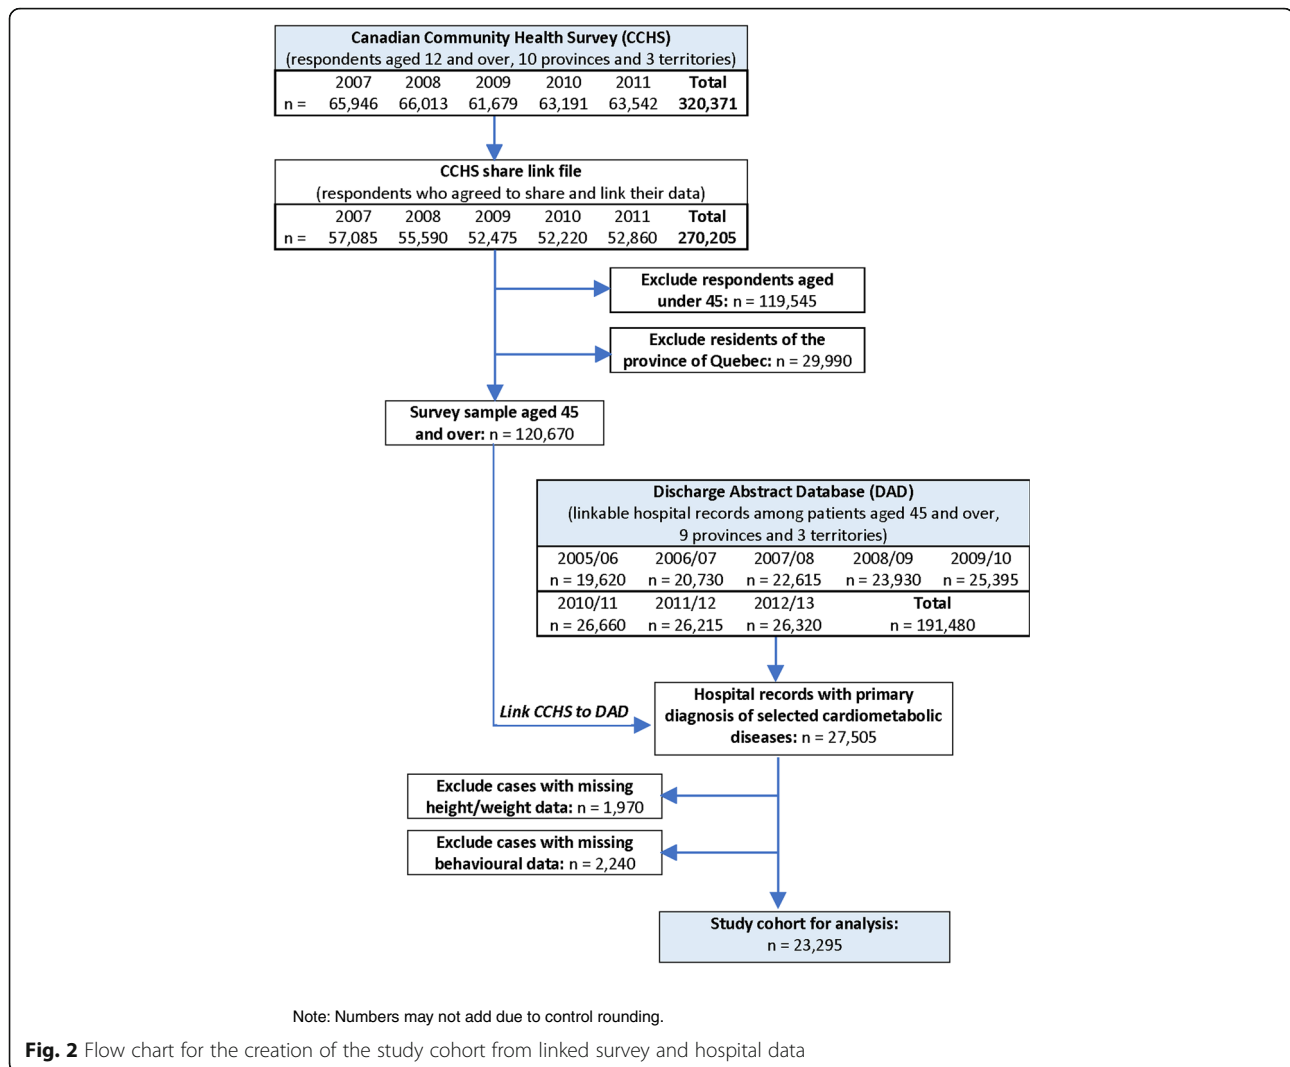 Canadian Community Health Survey (CCHS)
(respondents aged 12 and over, 10 provinces and 3 territories)
2007 2008 2009 2010 2011 Total
n = 65,946 66,013 61,679 63,191 63,542 320,371
CCHS share link file
(respondents who agreed to share and link their data)
2007 2008 2009 2010 2011 Total
n = 57,085 55,590 52,475 52,220 52,860 270,205
Exclude respondents aged
under 45: n = 119,545
Exclude residents of the
province of Quebec: n = 29,990
Survey sample aged 45
and over: n = 120,670
Discharge Abstract Database (DAD)
(linkable hospital records among patients aged 45 and over,
9 provinces and 3 territories)
2005/06 2006/07 2007/08 2008/09 2009/10
n = 19,620 n = 20,730 n = 22,615 n = 23,930 n = 25,395
2010/11 2011/12 2012/13 Total
n = 26,660 n = 26,215 n = 26,320 n = 191,480
Link CCHS to DAD
Hospital records with primary
diagnosis of selected cardiometabolic
diseases: n = 27,505
Exclude cases with missing
height/weight data: n = 1,970
Exclude cases with missing
behavioural data: n = 2,240
Study cohort for analysis:
n = 23,295
Note: Numbers may not add due to control rounding.
Fig. 2 Flow chart for the creation of the study cohort from linked survey and hospital data